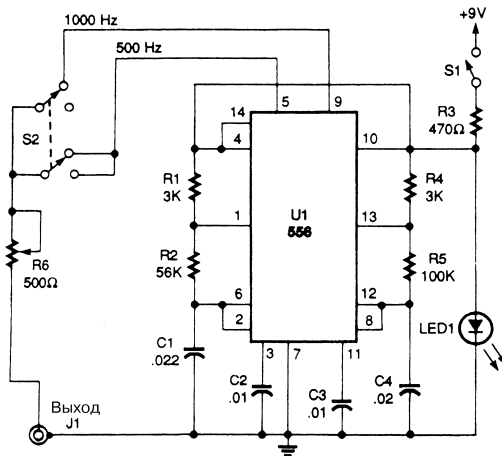 1000 Hz
500 Hz
+9V
S1
R3
470Ω
S2
5
9
14
4
10
R1
3K
R4
3K
1
13
U1
556
R2
56K
R5
100K
R6
500Ω
6
2
12
8
LED1
C1
.022
3
7
11
C2
.01
C3
.01
C4
.02
Выход
J1